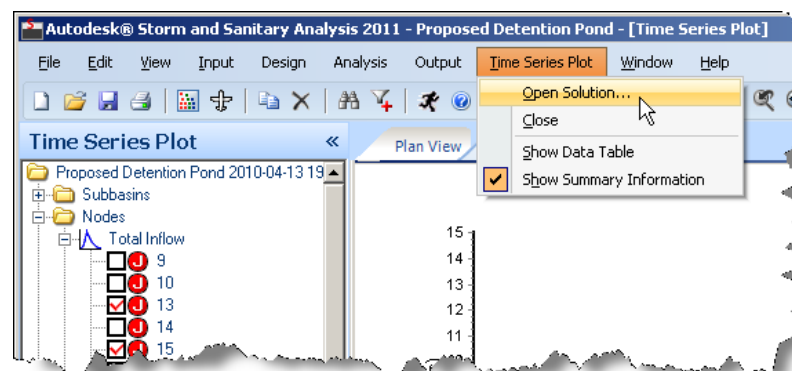 Autodesk® Storm and Sanitary Analysis 2011 - Proposed Detention Pond - [Time Series Plot]
File Edit View Input Design Analysis Output Time Series Plot Window Help
Open Solution...
Close
Show Data Table
Show Summary Information
Time Series Plot «
Plan View
Proposed Detention Pond 2010-04-13 19
Subbasins
Nodes
Total Inflow
J 9
J 10
J 13
J 14
J 15
15
14
13
12
11